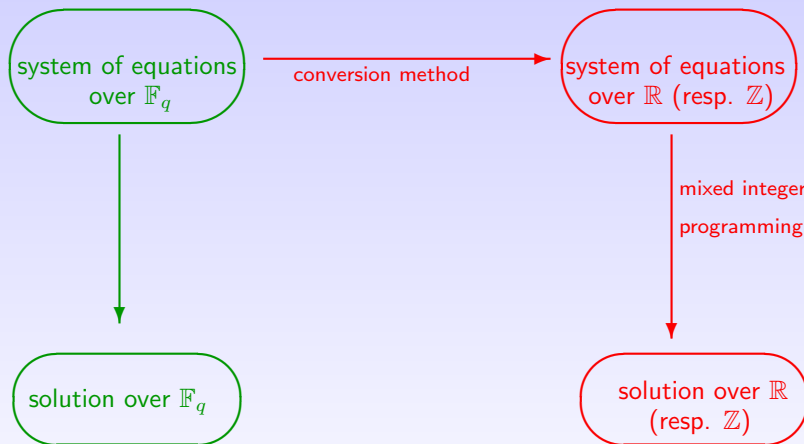 system of equations
over 𝔽q
conversion method
system of equations
over ℝ (resp. ℤ)
mixed integer
programming
solution over 𝔽q
solution over ℝ
(resp. ℤ)